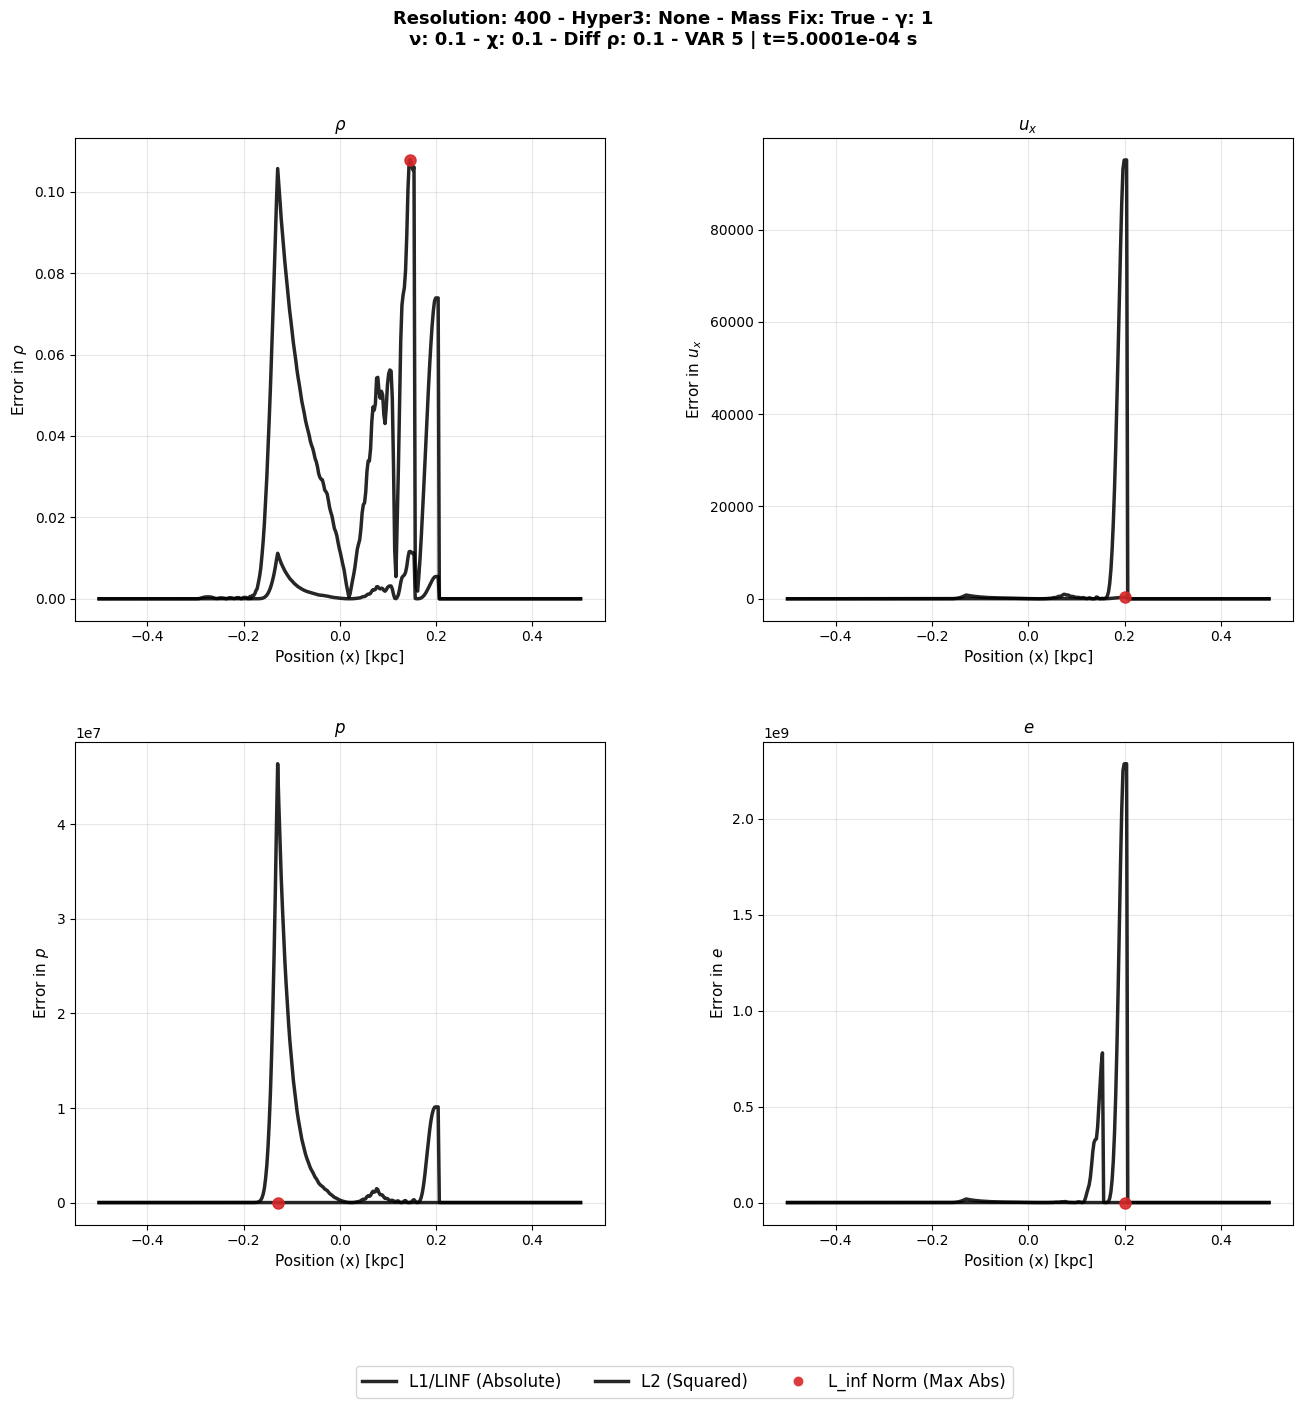 Resolution: 400 - Hyper3: None - Mass Fix: True - γ: 1
ν: 0.1 - χ: 0.1 - Diff ρ: 0.1 - VAR 5 | t=5.0001e-04 s
ρ
Error in ρ
0.10
0.08
0.06
0.04
0.02
0.00
−0.4 −0.2 0.0 0.2 0.4
Position (x) [kpc]
u_x
Error in u_x
80000
60000
40000
20000
0
−0.4 −0.2 0.0 0.2 0.4
Position (x) [kpc]
p
1e7
Error in p
4
3
2
1
0
−0.4 −0.2 0.0 0.2 0.4
Position (x) [kpc]
e
1e9
Error in e
2.0
1.5
1.0
0.5
0.0
−0.4 −0.2 0.0 0.2 0.4
Position (x) [kpc]
L1/LINF (Absolute) L2 (Squared) L_inf Norm (Max Abs)